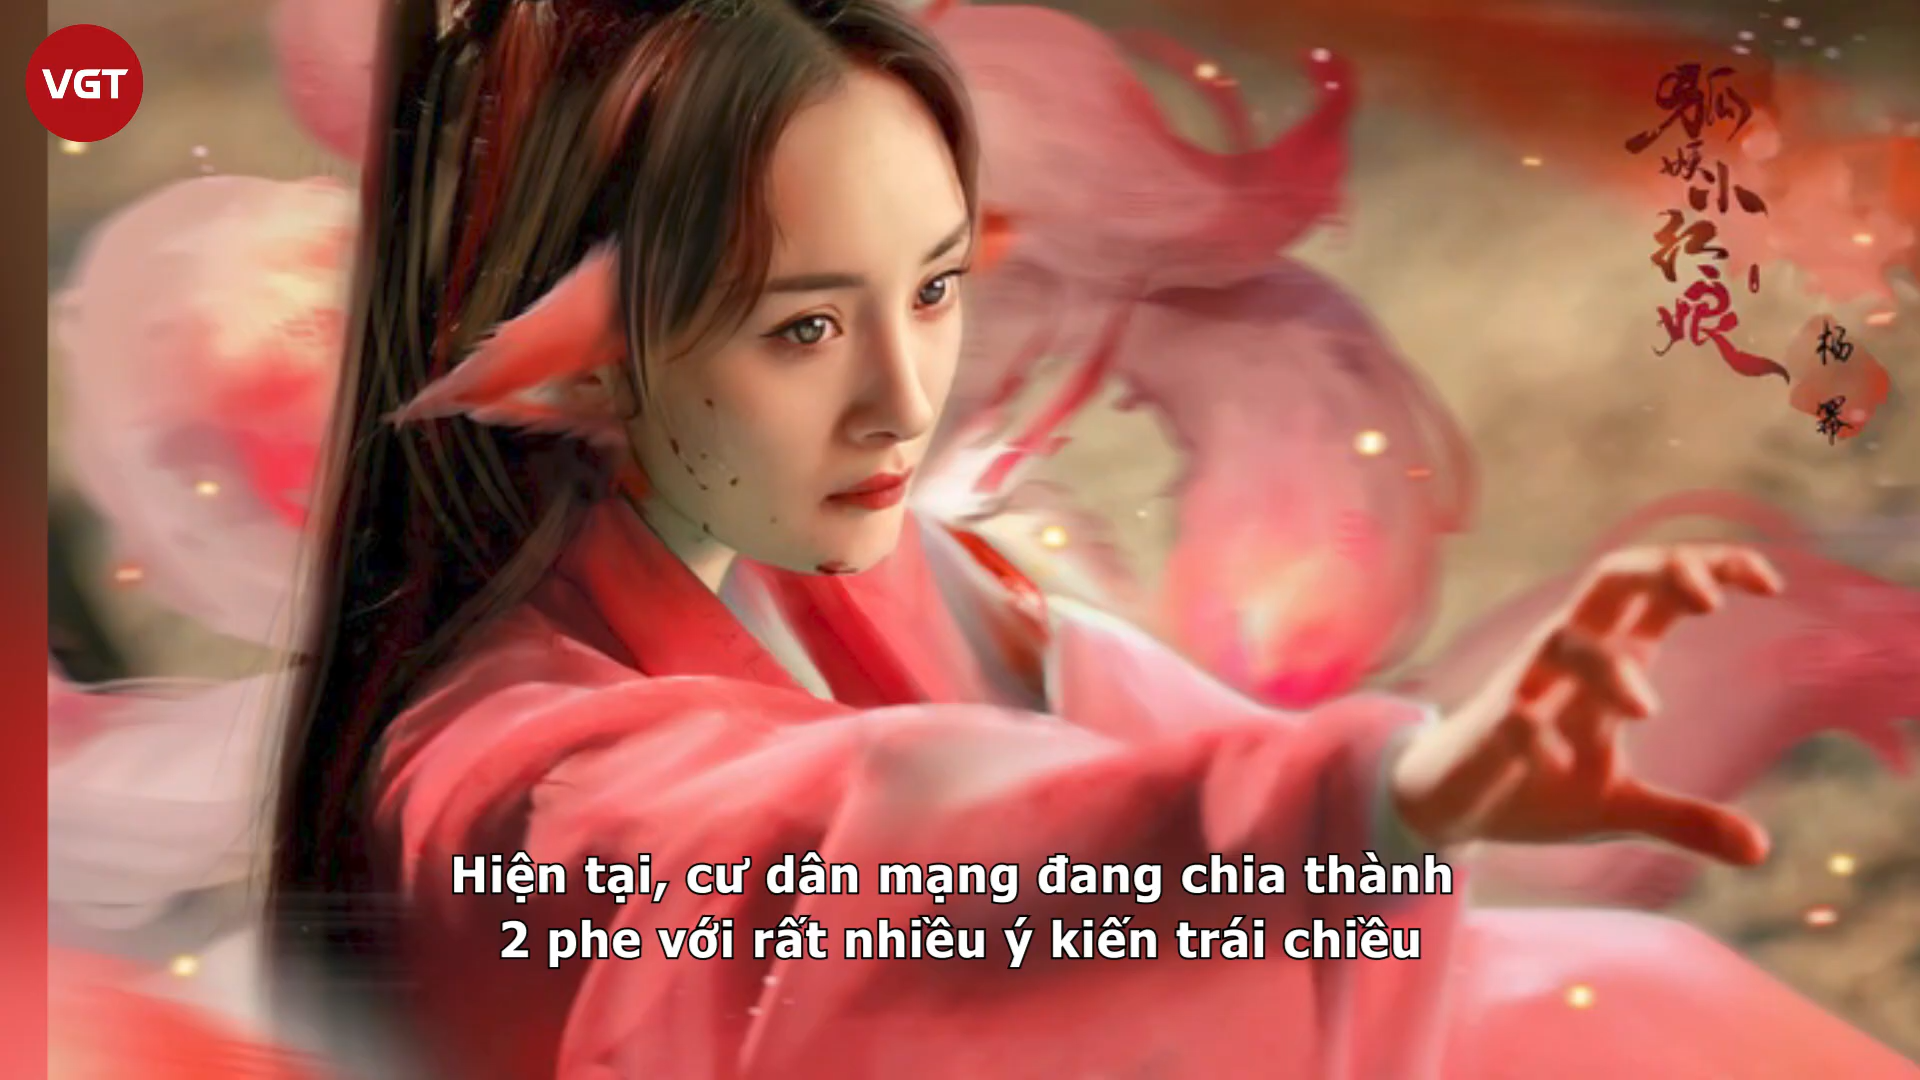 VGT
狐妖小红娘
杨幂
Hiện tại, cư dân mạng đang chia thành
2 phe với rất nhiều ý kiến trái chiều